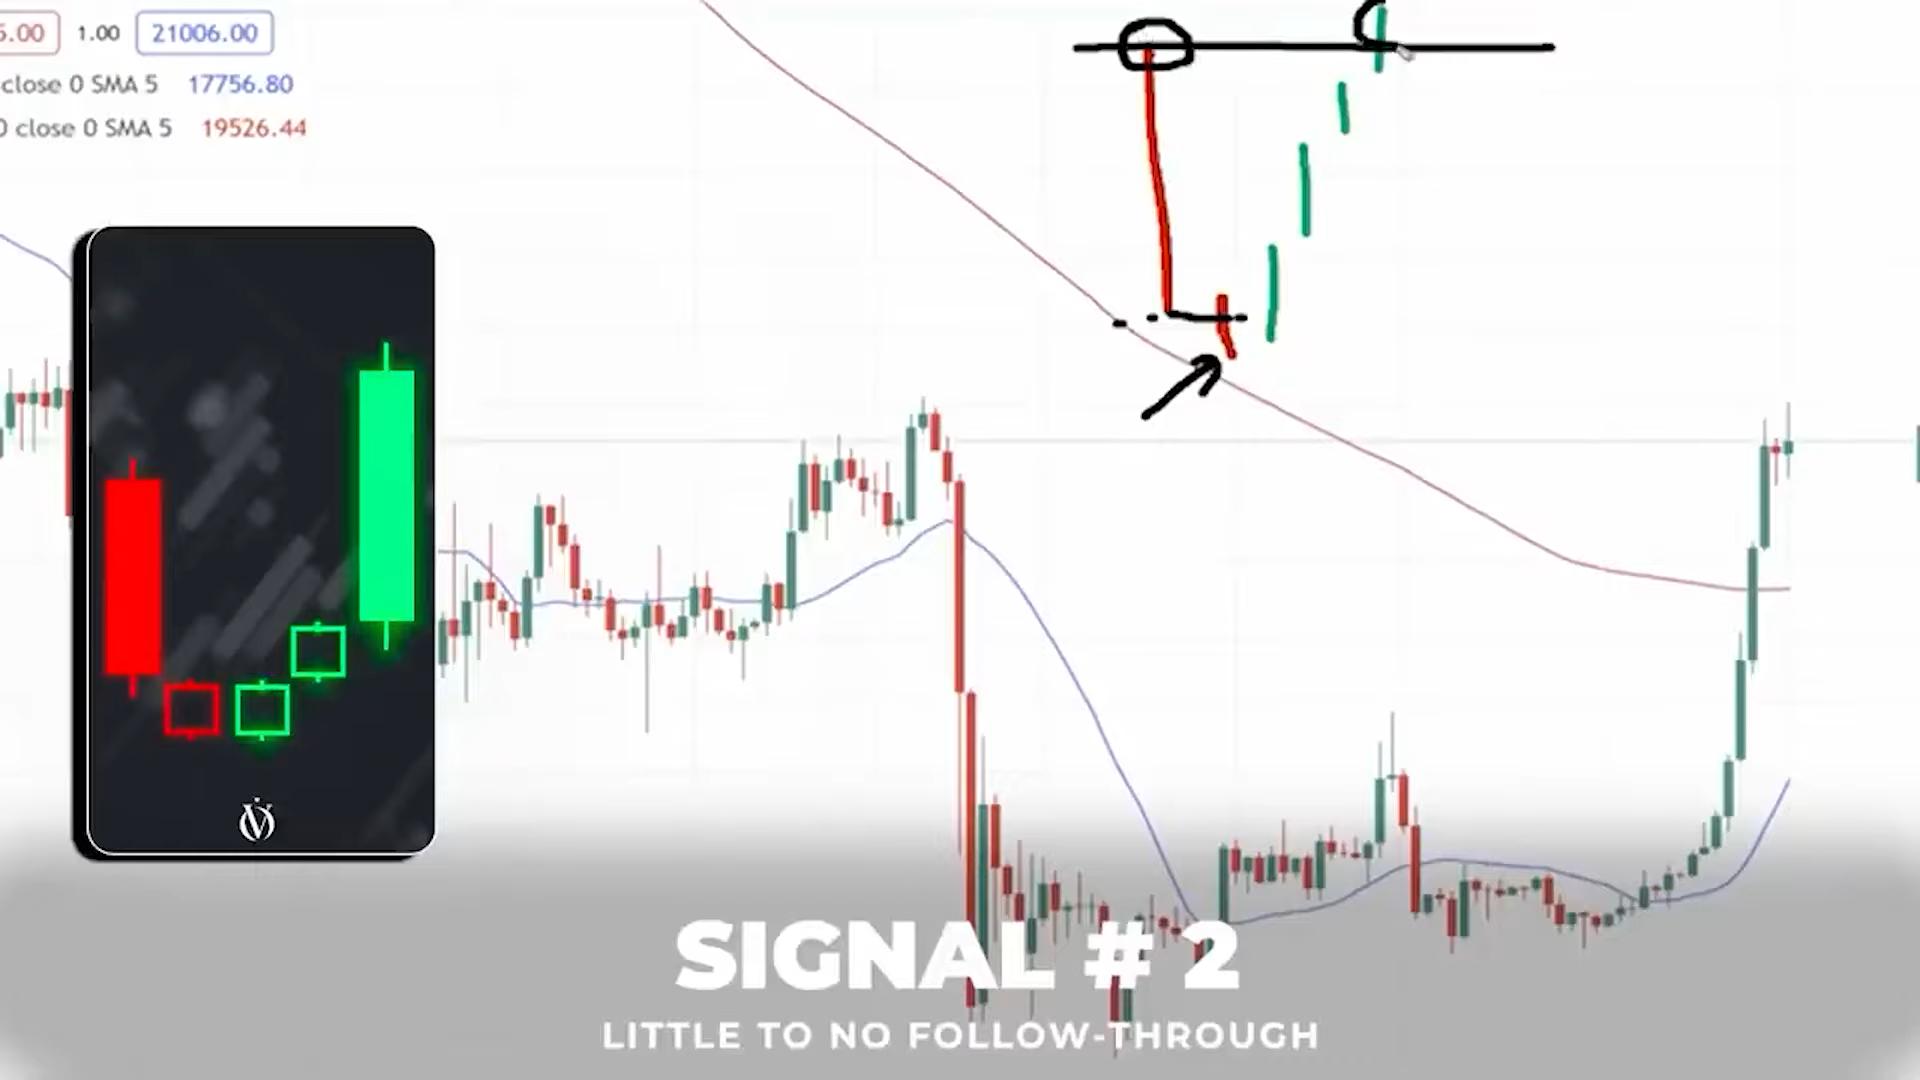 5.00 1.00 21006.00
close 0 SMA 5 17756.80
0 close 0 SMA 5 19526.44
SIGNAL # 2
LITTLE TO NO FOLLOW-THROUGH